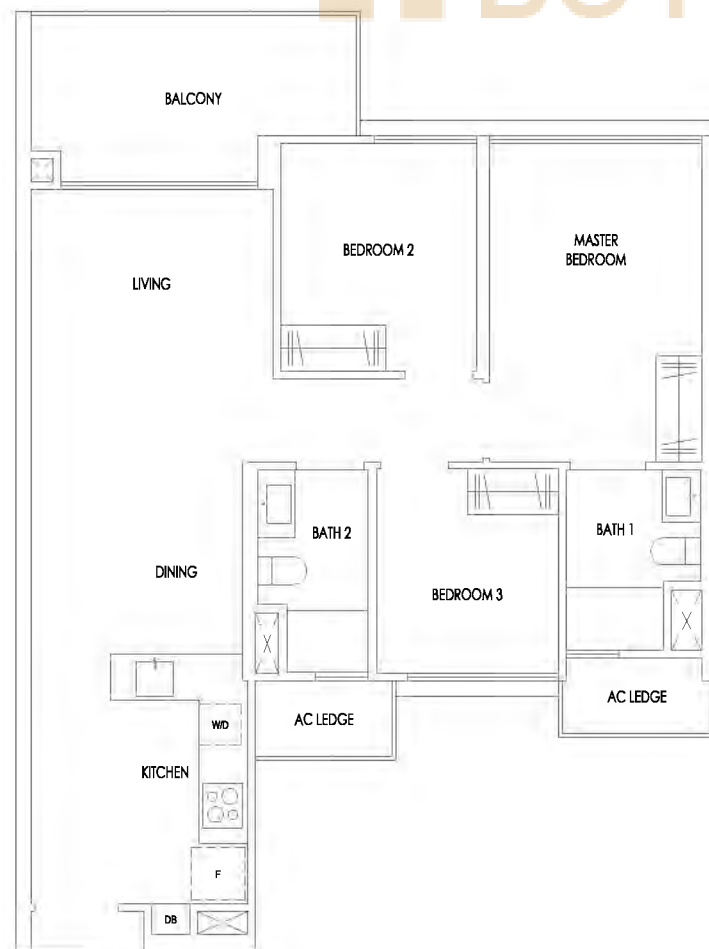 BALCONY
BEDROOM 2
MASTER
BEDROOM
LIVING
BATH 2
BATH 1
DINING
BEDROOM 3
AC LEDGE
AC LEDGE
W/D
KITCHEN
F
DB